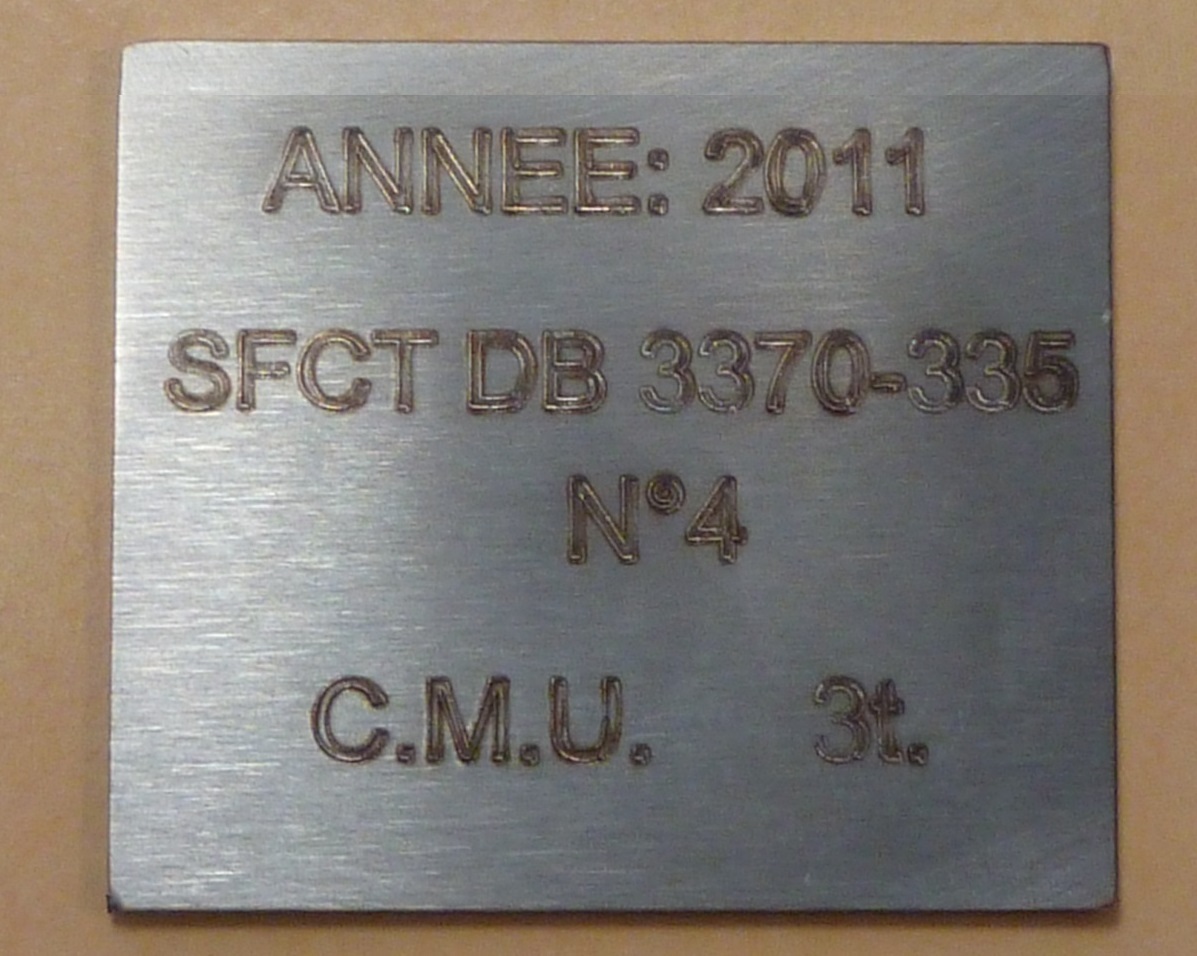 ANNEE: 2011
SFCT DB 3370-335
N°4
C.M.U. 3t.